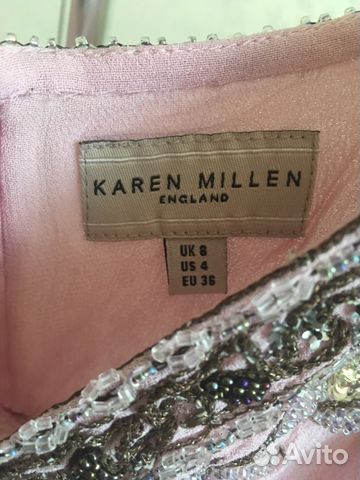 KAREN MILLEN
ENGLAND
UK 8
US 4
EU 36
Avito